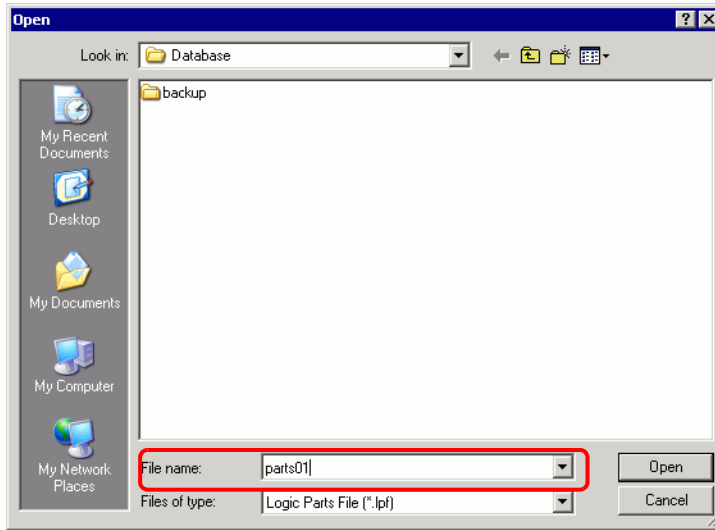 Open
Look in: Database
backup
My Recent
Documents
Desktop
My Documents
My Computer
My Network
Places
File name: parts01
Open
Files of type: Logic Parts File (*.lpf)
Cancel